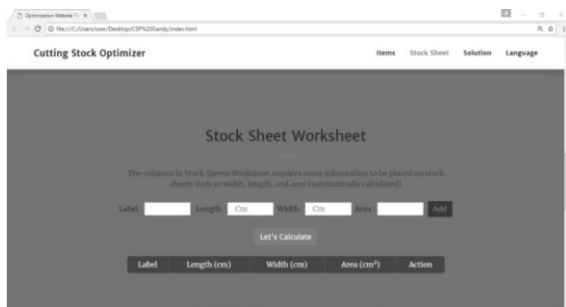 Optimization Website
file:///C:/Users/user/Desktop/CSP%20Sandy/index.html
Cutting Stock Optimizer Items Stock Sheet Solution Language
Stock Sheet Worksheet
The columns in Stock Sheets Worksheet requires some information to be placed on stock
sheets such as width, length, and area (automatically calculated)
Label Length Cm Width Cm Area Add
Let's Calculate
Label Length (cm) Width (cm) Area (cm²) Action